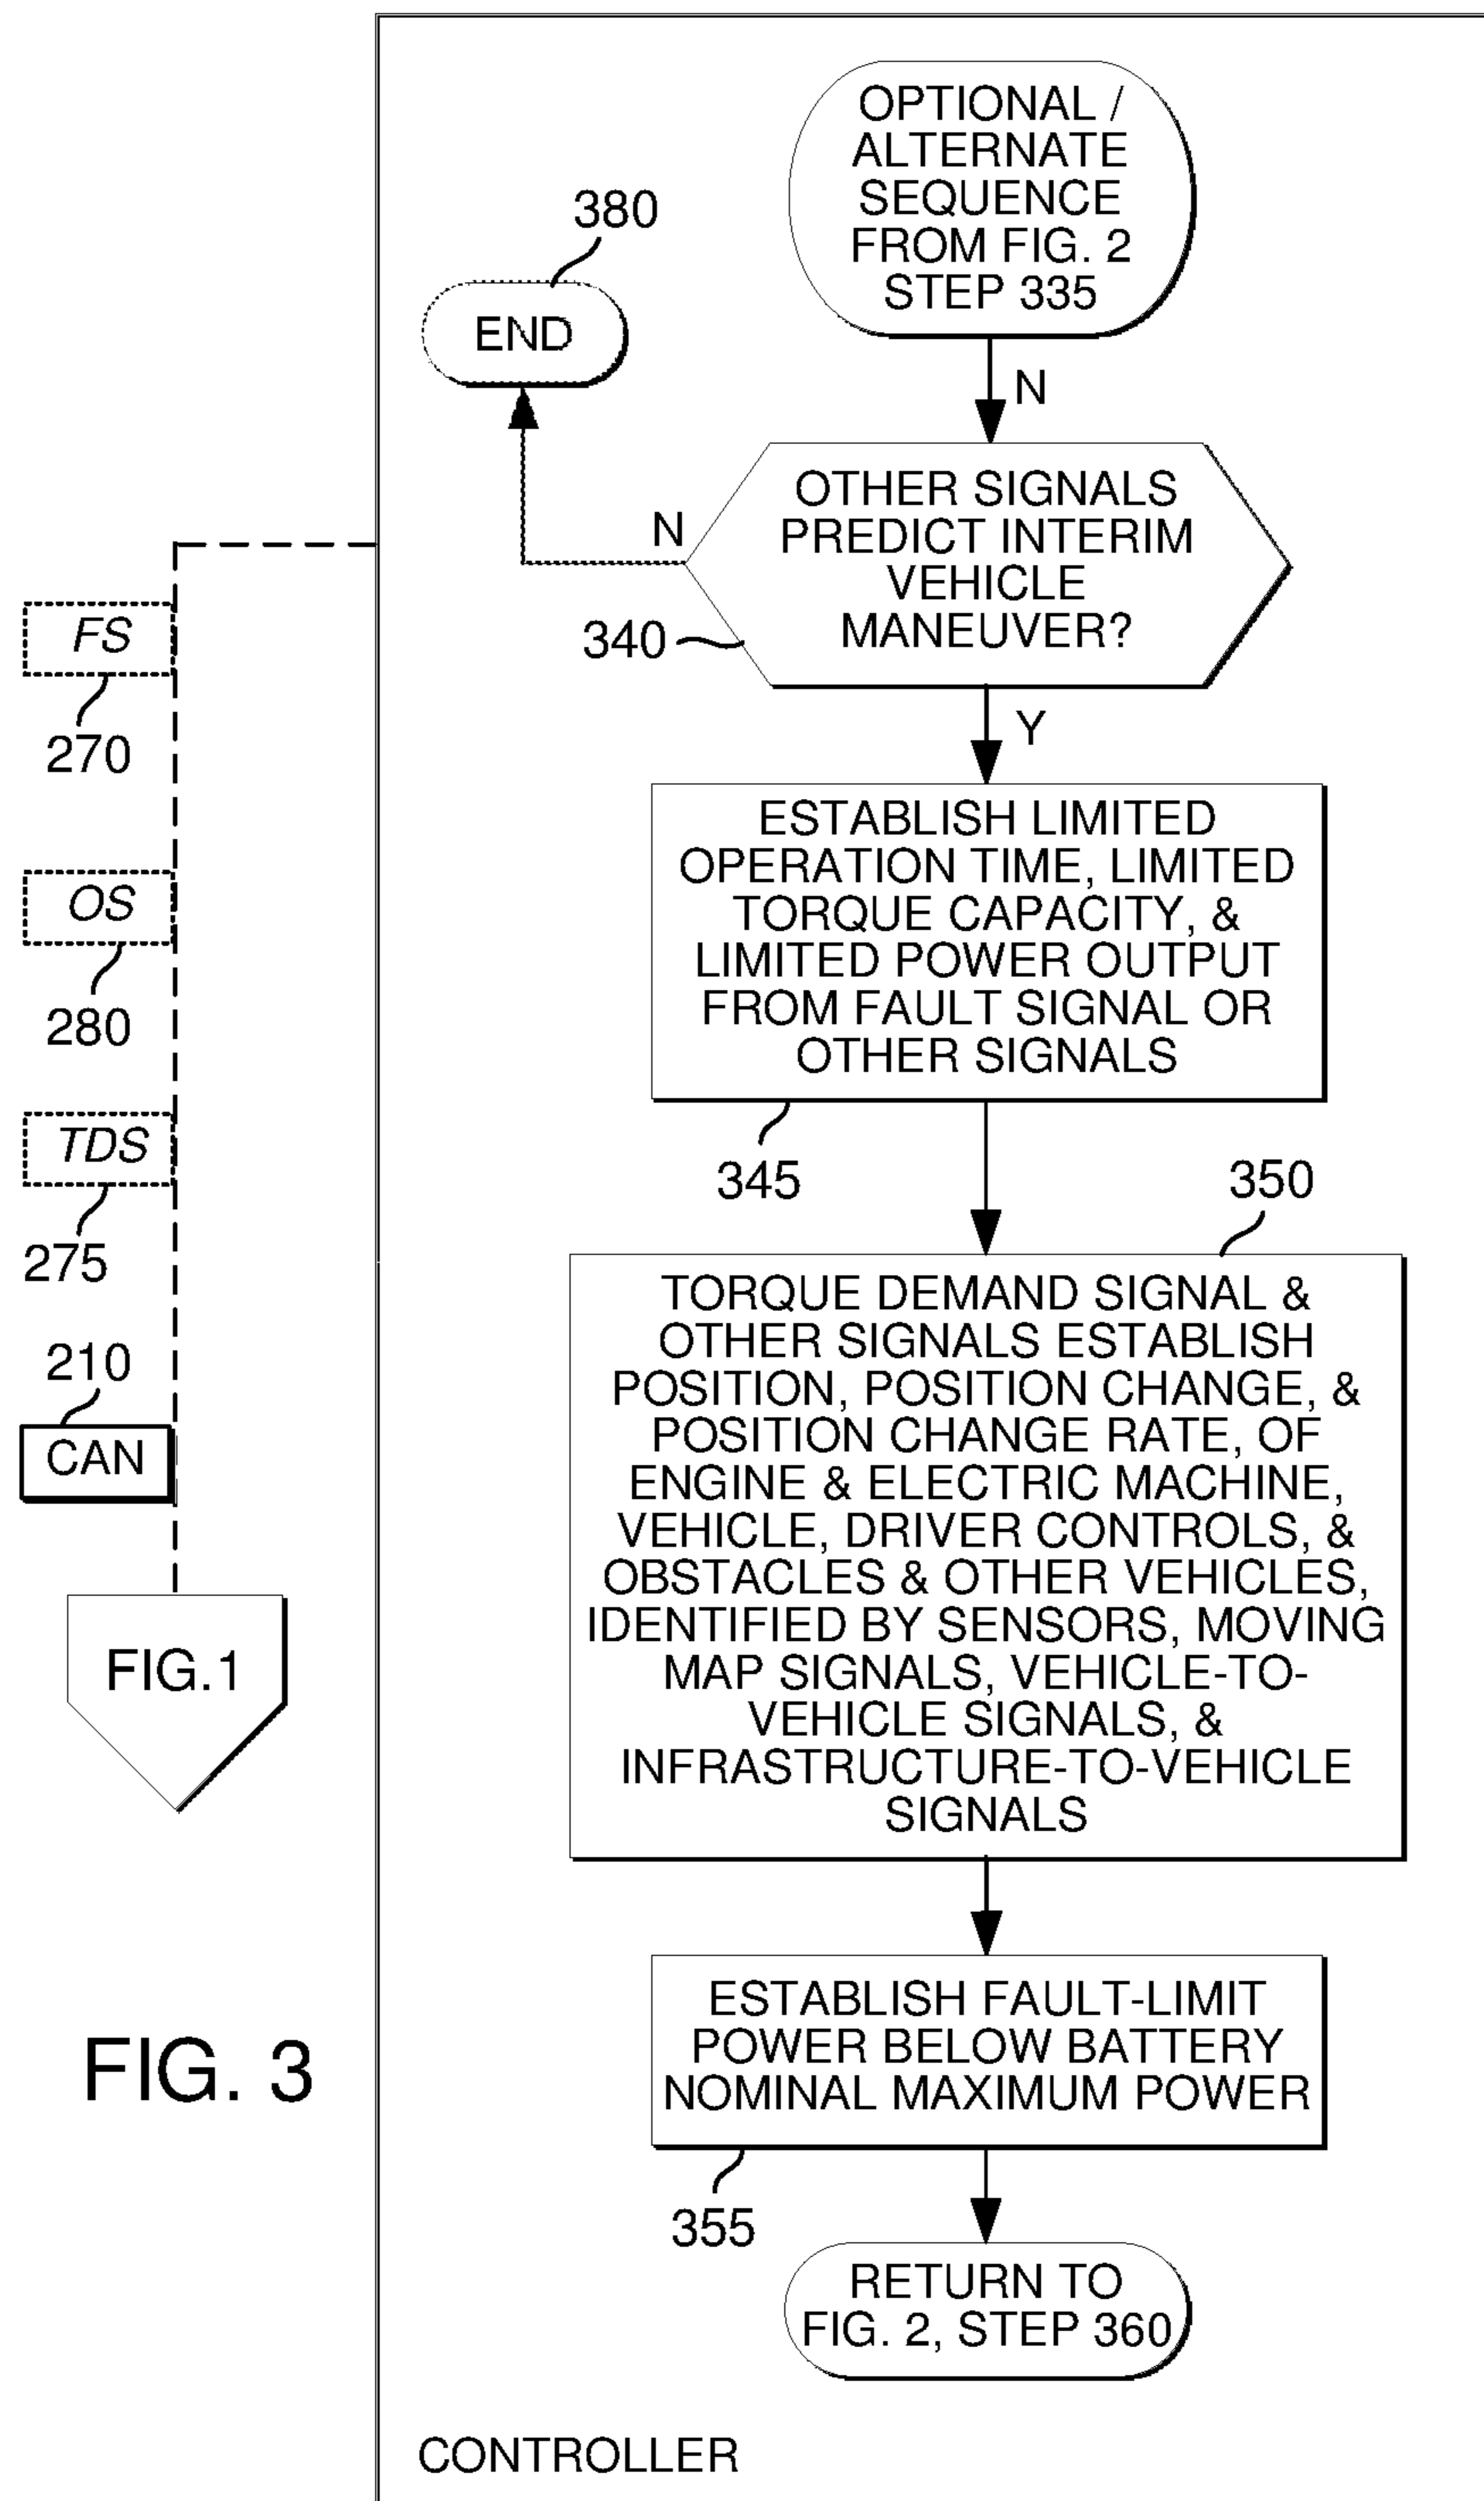 OPTIONAL /
ALTERNATE
SEQUENCE
FROM FIG. 2
STEP 335
380
END
N
OTHER SIGNALS
PREDICT INTERIM
VEHICLE
MANEUVER?
N
340
Y
FS
270
OS
280
TDS
275
210
CAN
FIG.1
ESTABLISH LIMITED
OPERATION TIME, LIMITED
TORQUE CAPACITY, &
LIMITED POWER OUTPUT
FROM FAULT SIGNAL OR
OTHER SIGNALS
345
350
TORQUE DEMAND SIGNAL &
OTHER SIGNALS ESTABLISH
POSITION, POSITION CHANGE, &
POSITION CHANGE RATE, OF
ENGINE & ELECTRIC MACHINE,
VEHICLE, DRIVER CONTROLS, &
OBSTACLES & OTHER VEHICLES,
IDENTIFIED BY SENSORS, MOVING
MAP SIGNALS, VEHICLE-TO-
VEHICLE SIGNALS, &
INFRASTRUCTURE-TO-VEHICLE
SIGNALS
ESTABLISH FAULT-LIMIT
POWER BELOW BATTERY
NOMINAL MAXIMUM POWER
355
RETURN TO
FIG. 2, STEP 360
FIG. 3
CONTROLLER